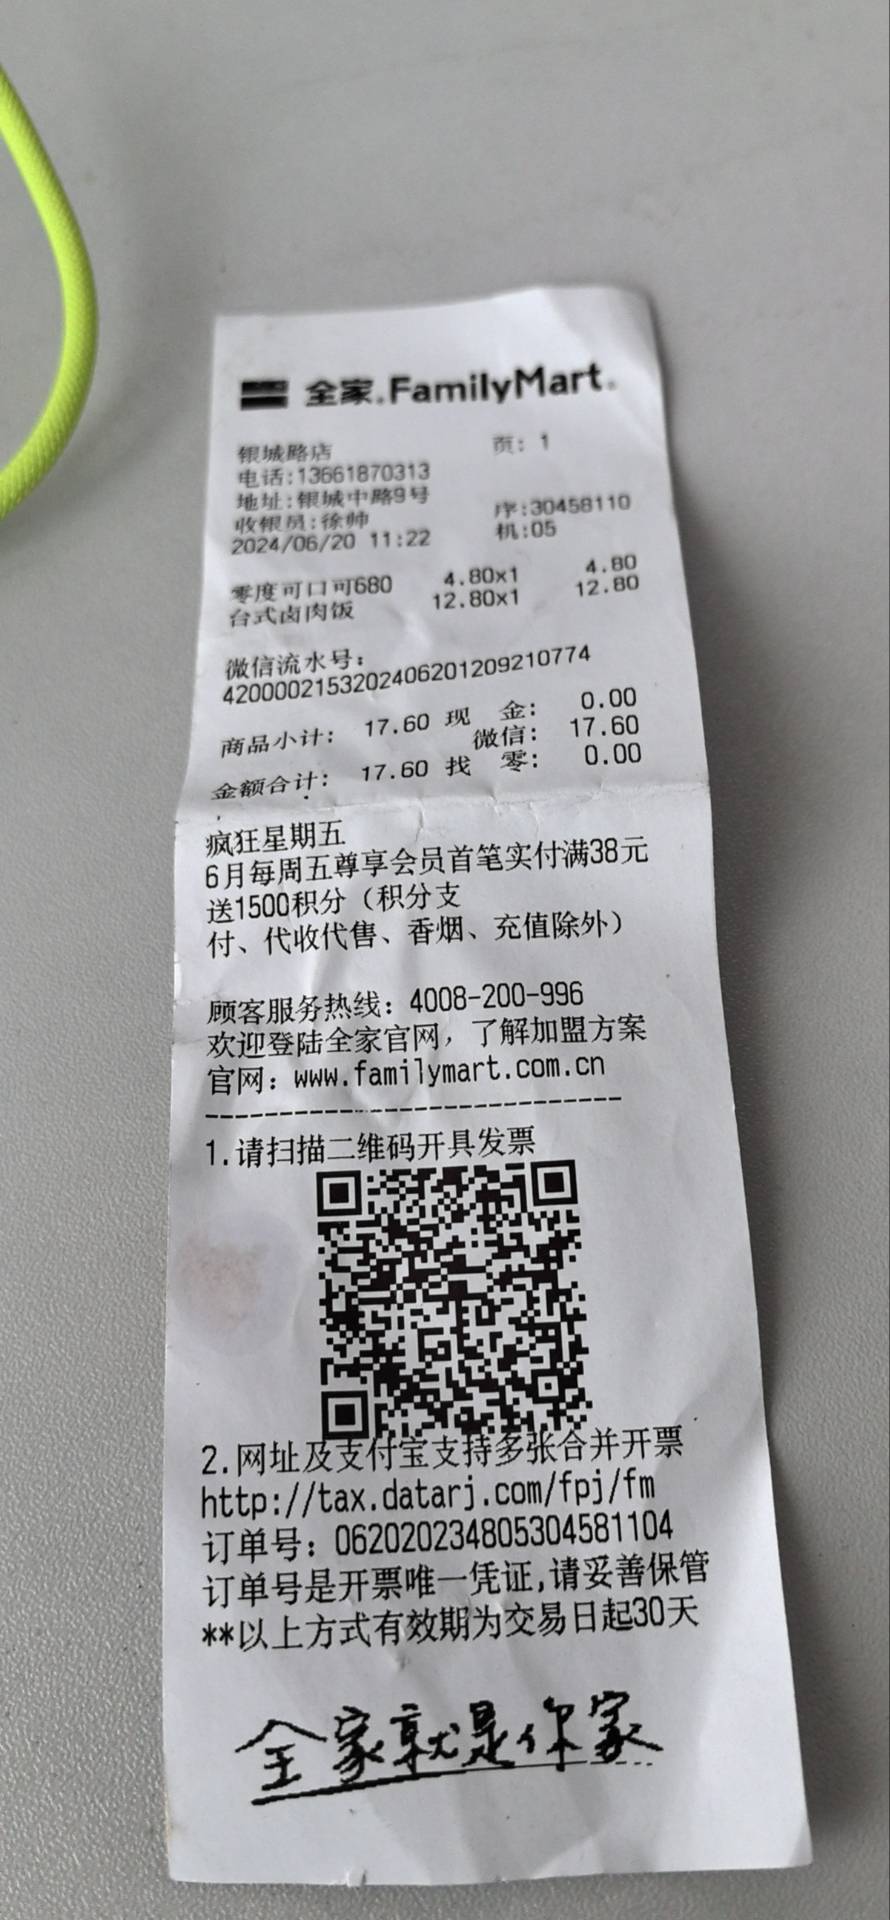 全家.FamilyMart.
银城路店 页: 1
电话:13661870313
地址:银城中路9号
收银员:徐帅 序:30458110
2024/06/20 11:22 机:05
零度可口可680 4.80x1 4.80
台式卤肉饭 12.80x1 12.80
微信流水号:
4200002153202406201209210774
商品小计: 17.60 现 金: 0.00
微信: 17.60
金额合计: 17.60 找 零: 0.00
疯狂星期五
6月每周五尊享会员首笔实付满38元
送1500积分（积分支
付、代收代售、香烟、充值除外）
顾客服务热线：4008-200-996
欢迎登陆全家官网，了解加盟方案
官网：www.familymart.com.cn
1.请扫描二维码开具发票
2.网址及支付宝支持多张合并开票
http://tax.datarj.com/fpj/fm
订单号：062020234805304581104
订单号是开票唯一凭证,请妥善保管
**以上方式有效期为交易日起30天
全家就是你家